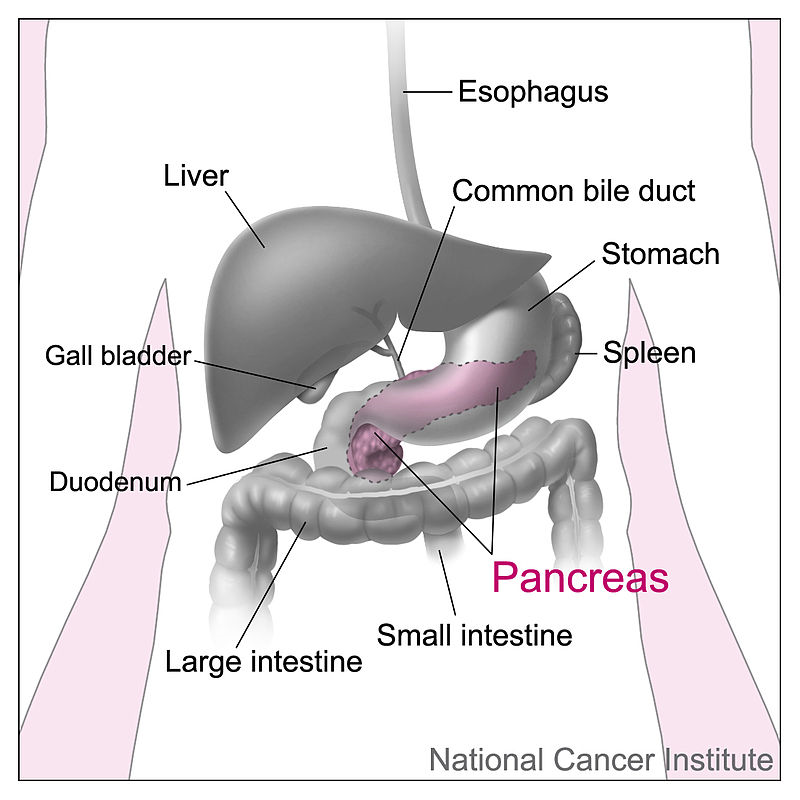 Esophagus
Liver
Common bile duct
Stomach
Gall bladder
Spleen
Duodenum
Pancreas
Small intestine
Large intestine
National Cancer Institute